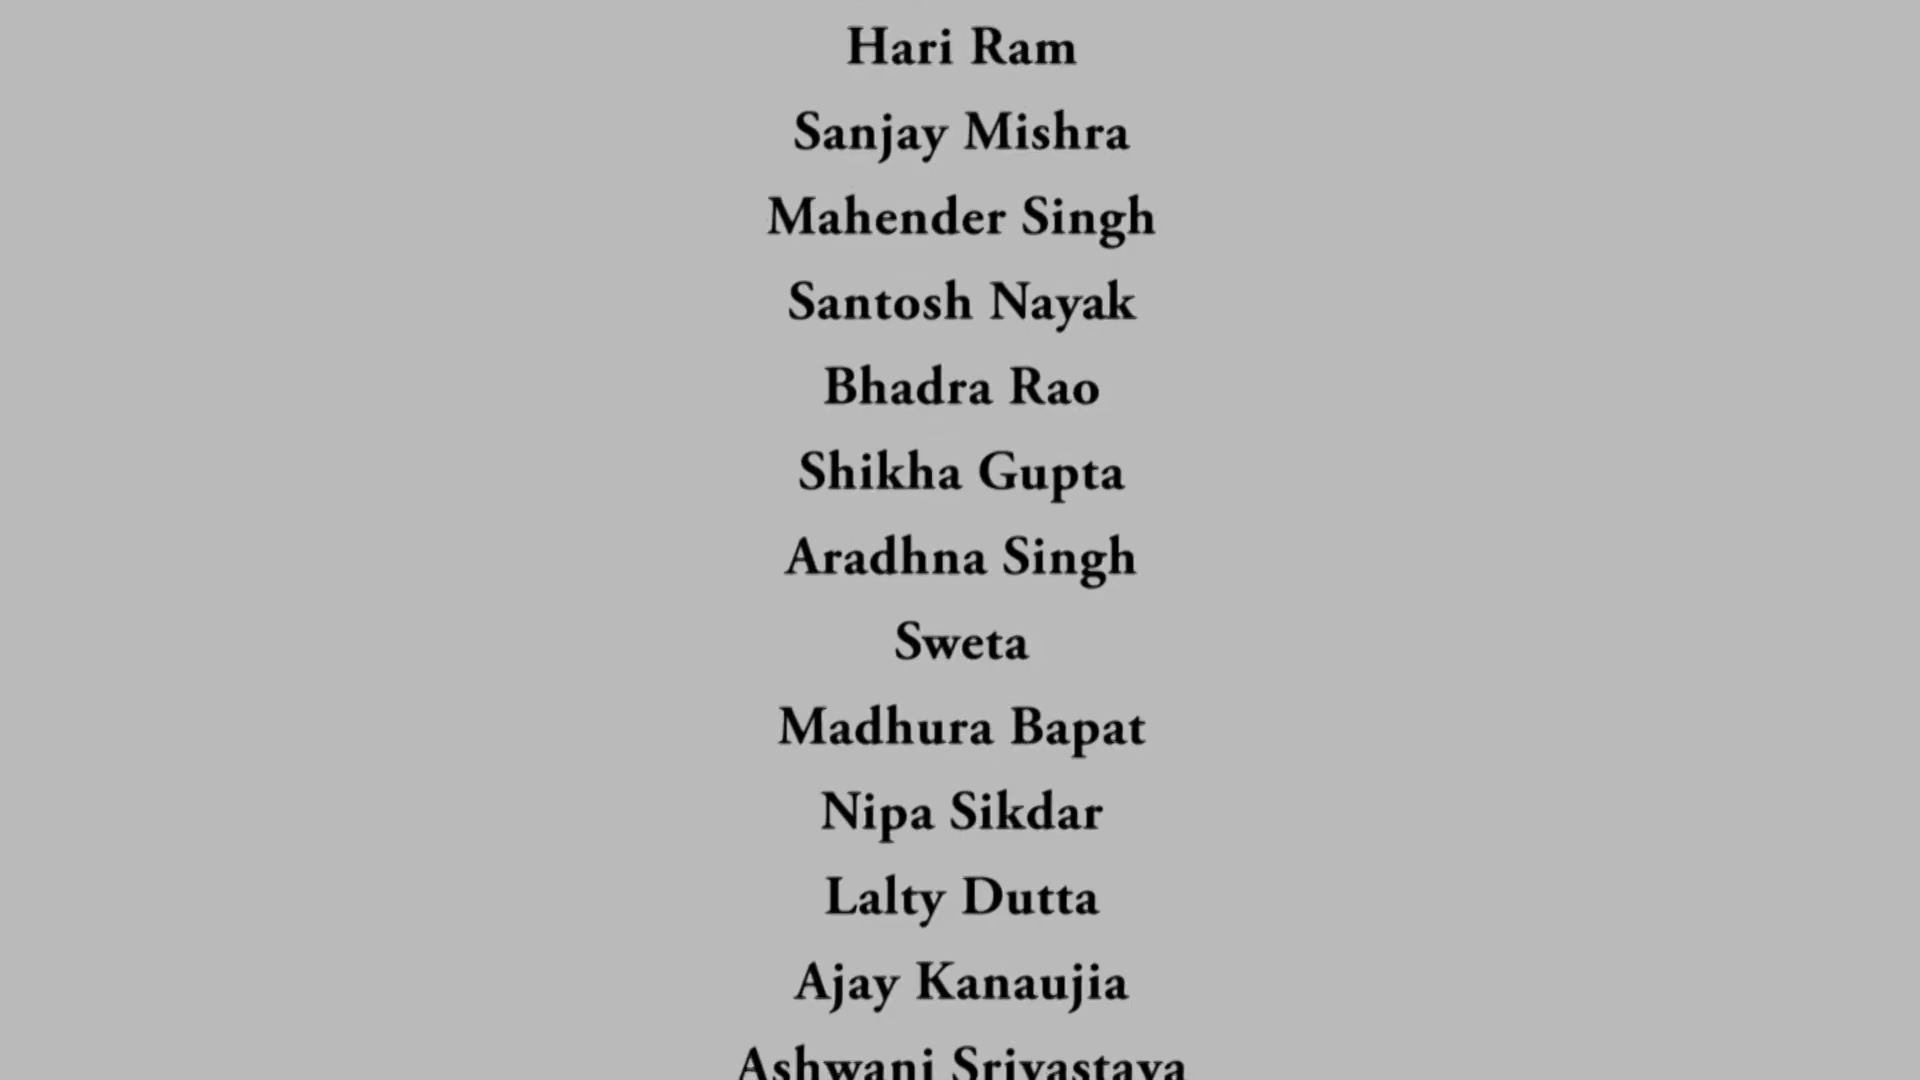 Hari Ram
Sanjay Mishra
Mahender Singh
Santosh Nayak
Bhadra Rao
Shikha Gupta
Aradhna Singh
Sweta
Madhura Bapat
Nipa Sikdar
Lalty Dutta
Ajay Kanaujia
Ashwani Srivastava